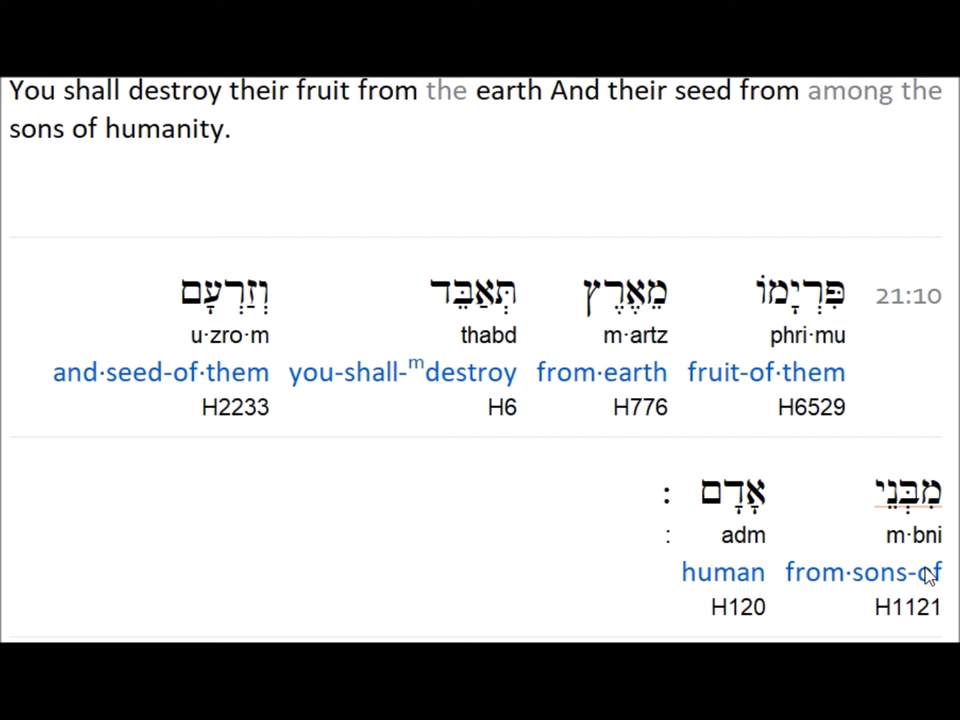 You shall destroy their fruit from the earth And their seed from among the
sons of humanity.
21:10 פִּרְיָמוֹ מֵאֶרֶץ תְּאַבֵּד וְזַרְעָם
phri·mu m·artz thabd u·zro·m
fruit-of·them from·earth you-shall-ᵐdestroy and·seed-of·them
H6529 H776 H6 H2233
מִבְּנֵי אָדָם :
m·bni adm :
from·sons-of human
H1121 H120